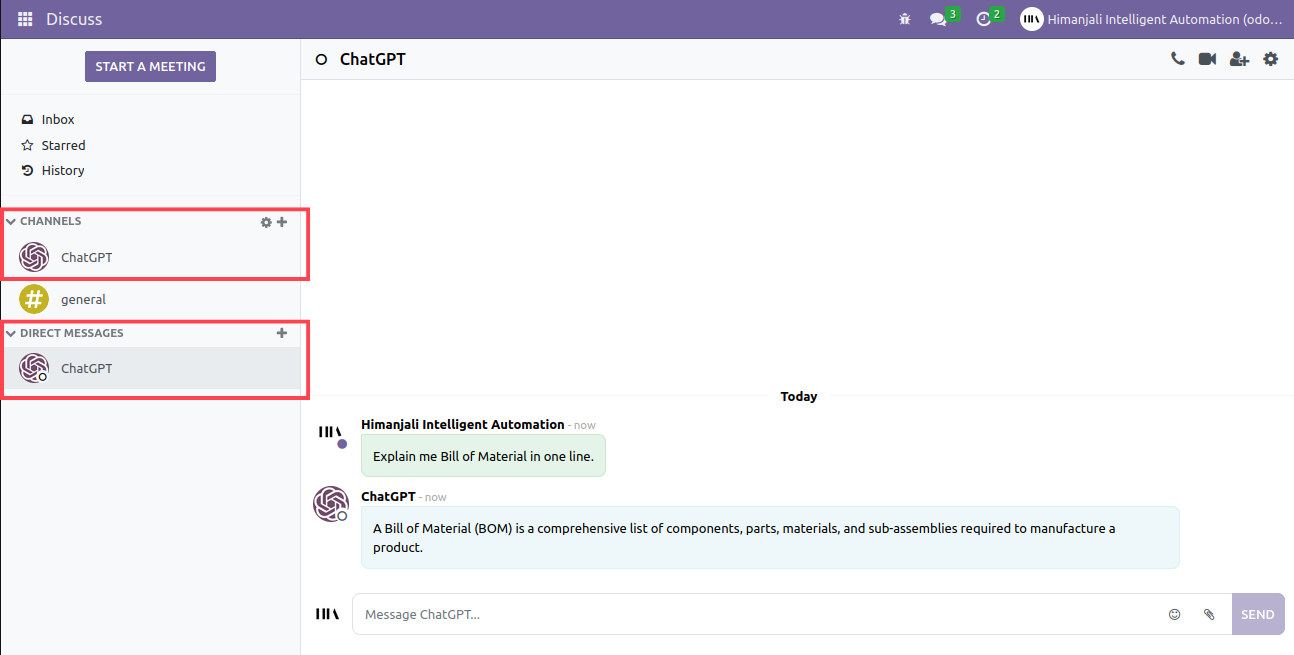 Discuss
3
2
Himanjali Intelligent Automation (odo...
START A MEETING
ChatGPT
Inbox
Starred
History
CHANNELS
ChatGPT
general
DIRECT MESSAGES
ChatGPT
Today
Himanjali Intelligent Automation - now
Explain me Bill of Material in one line.
ChatGPT - now
A Bill of Material (BOM) is a comprehensive list of components, parts, materials, and sub-assemblies required to manufacture a
product.
Message ChatGPT...
SEND